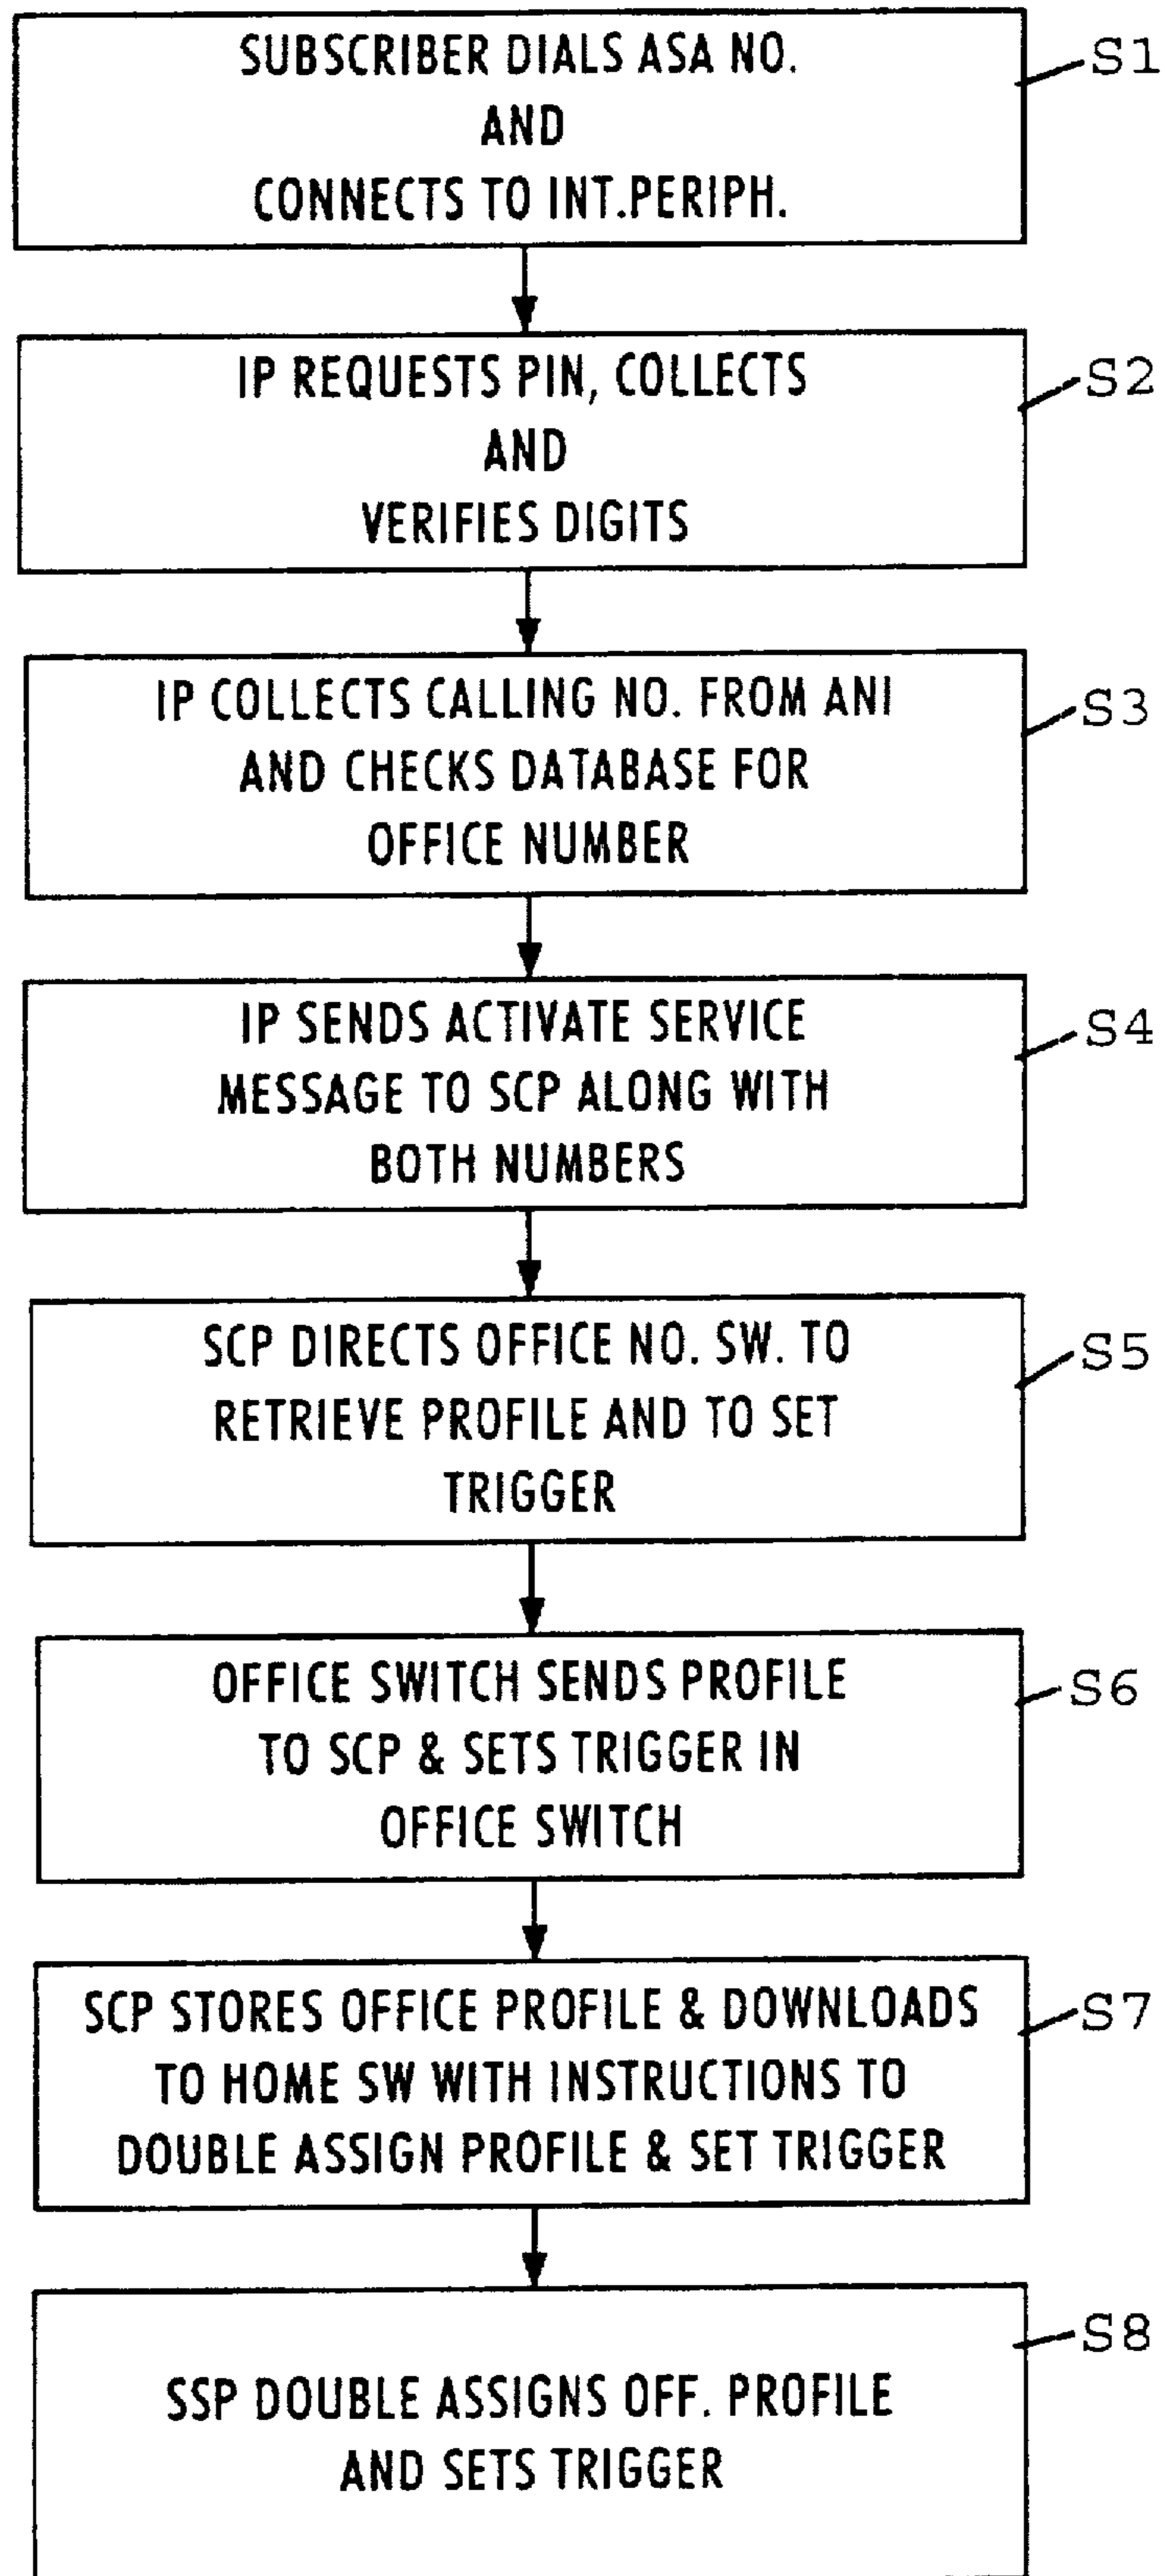 SUBSCRIBER DIALS ASA NO.
AND
CONNECTS TO INT.PERIPH.
S1
IP REQUESTS PIN, COLLECTS
AND
VERIFIES DIGITS
S2
IP COLLECTS CALLING NO. FROM ANI
AND CHECKS DATABASE FOR
OFFICE NUMBER
S3
IP SENDS ACTIVATE SERVICE
MESSAGE TO SCP ALONG WITH
BOTH NUMBERS
S4
SCP DIRECTS OFFICE NO. SW. TO
RETRIEVE PROFILE AND TO SET
TRIGGER
S5
OFFICE SWITCH SENDS PROFILE
TO SCP & SETS TRIGGER IN
OFFICE SWITCH
S6
SCP STORES OFFICE PROFILE & DOWNLOADS
TO HOME SW WITH INSTRUCTIONS TO
DOUBLE ASSIGN PROFILE & SET TRIGGER
S7
SSP DOUBLE ASSIGNS OFF. PROFILE
AND SETS TRIGGER
S8